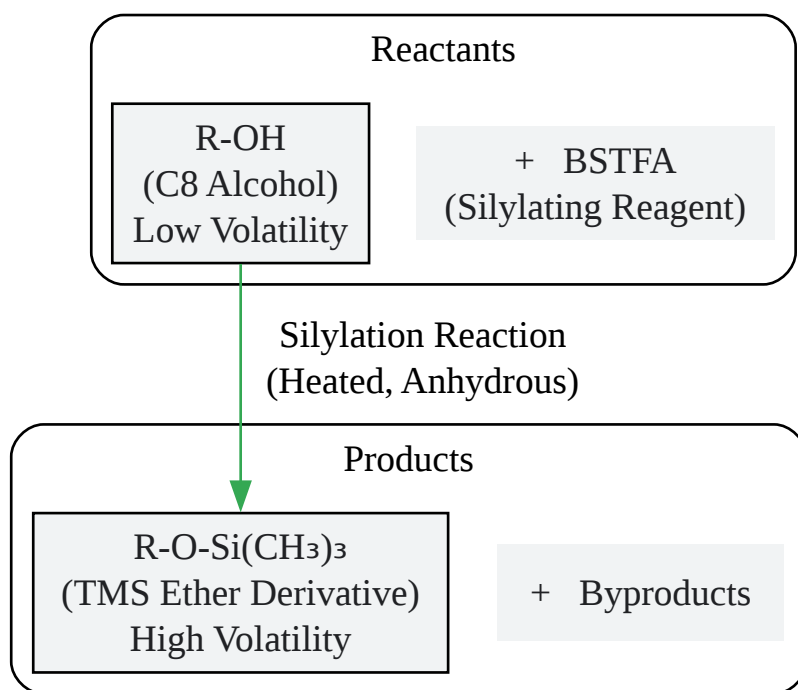 Reactants
R-OH
(C8 Alcohol)
Low Volatility
+ BSTFA
(Silylating Reagent)
Silylation Reaction
(Heated, Anhydrous)
Products
R-O-Si(CH₃)₃
(TMS Ether Derivative)
High Volatility
+ Byproducts